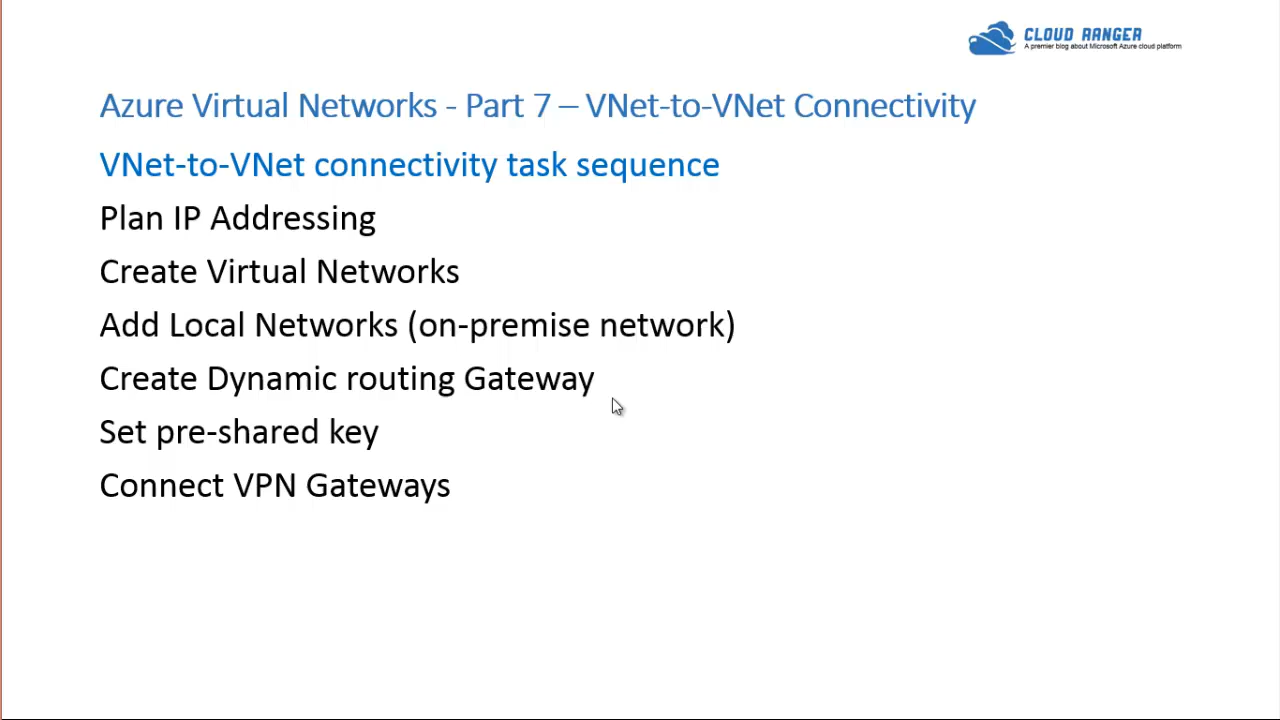 CLOUD RANGER
A premier blog about Microsoft Azure cloud platform
Azure Virtual Networks - Part 7 – VNet-to-VNet Connectivity
VNet-to-VNet connectivity task sequence
Plan IP Addressing
Create Virtual Networks
Add Local Networks (on-premise network)
Create Dynamic routing Gateway
Set pre-shared key
Connect VPN Gateways